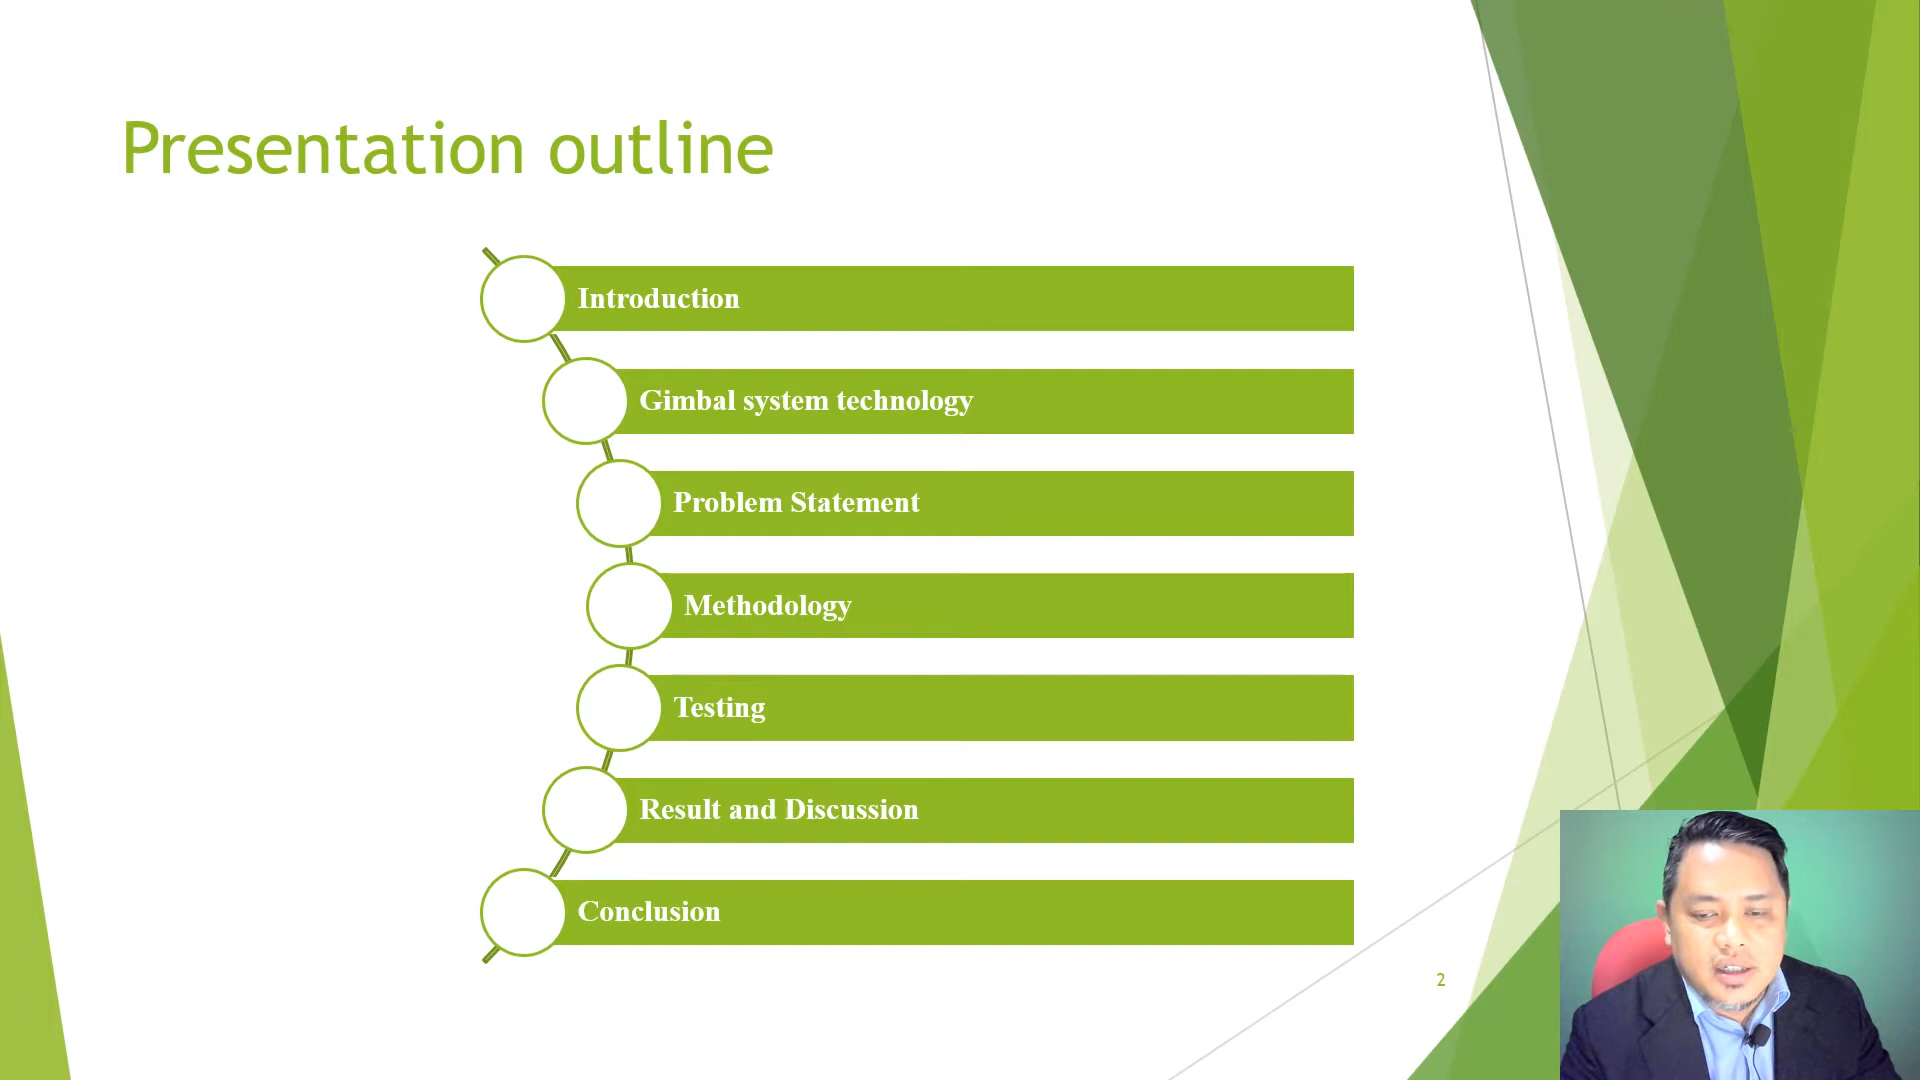 Presentation outline
Introduction
Gimbal system technology
Problem Statement
Methodology
Testing
Result and Discussion
Conclusion
2